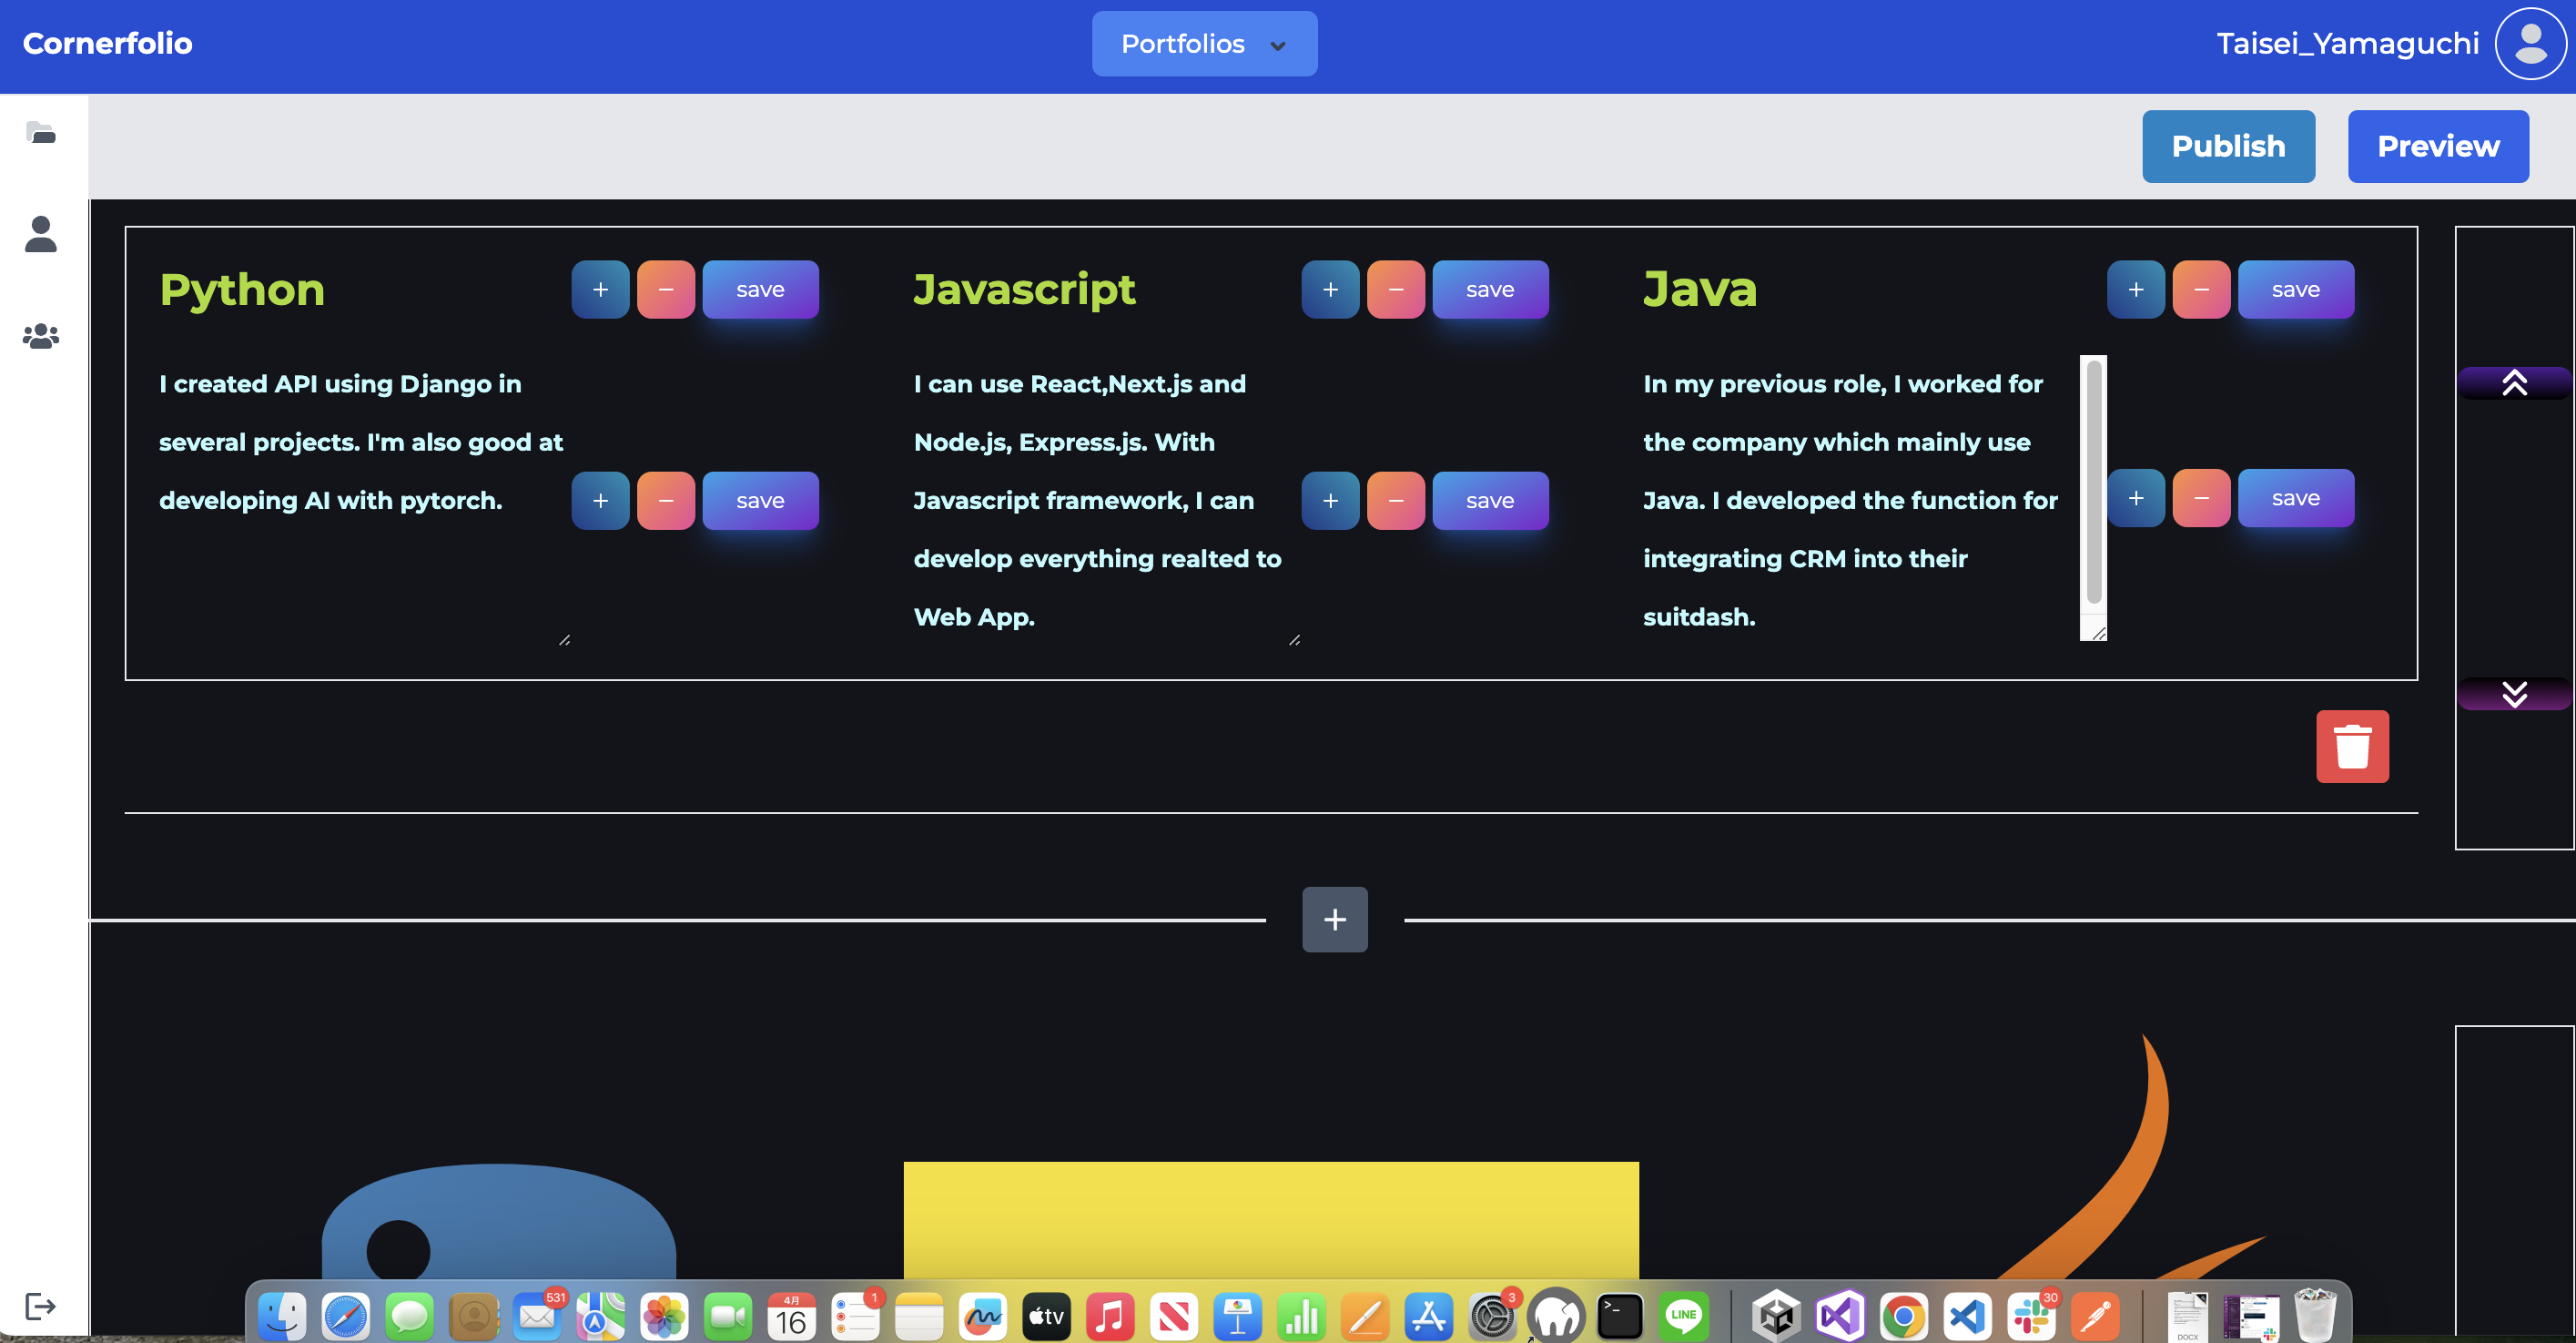 Cornerfolio
Portfolios
Taisei_Yamaguchi
Publish
Preview
Python
+
−
save
Javascript
+
−
save
Java
+
−
save
I created API using Django in
several projects. I'm also good at
developing AI with pytorch.
+
−
save
I can use React,Next.js and
Node.js, Express.js. With
Javascript framework, I can
develop everything realted to
Web App.
+
−
save
In my previous role, I worked for
the company which mainly use
Java. I developed the function for
integrating CRM into their
suitdash.
+
−
save
+
531
4月
16
1
tv
3
LINE
30
DOCX